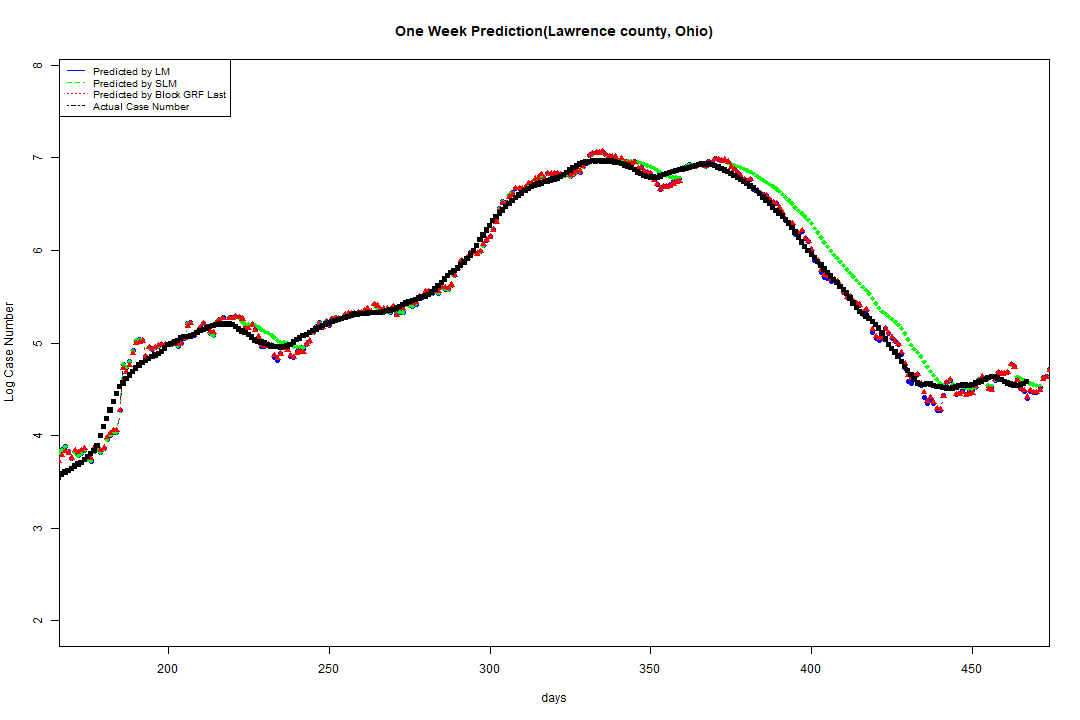 One Week Prediction(Lawrence county, Ohio)
Predicted by LM
Predicted by SLM
Predicted by Block GRF Last
Actual Case Number
8
7
6
5
4
3
2
Log Case Number
200 250 300 350 400 450
days